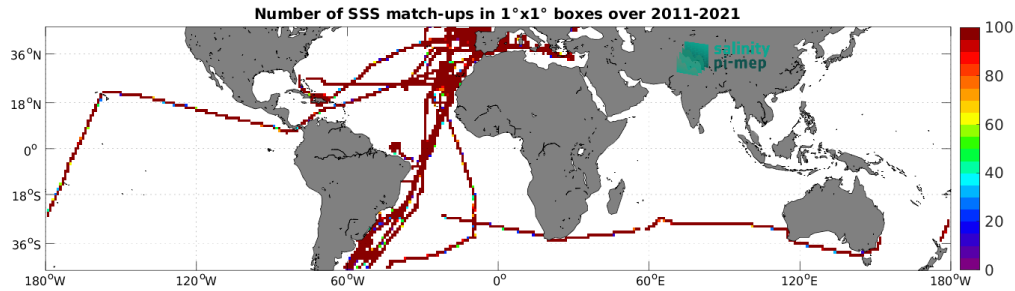 Number of SSS match-ups in 1°x1° boxes over 2011-2021
salinity
pi-mep
36°N
18°N
0°
18°S
36°S
180°W
120°W
60°W
0°
60°E
120°E
180°W
100
80
60
40
20
0